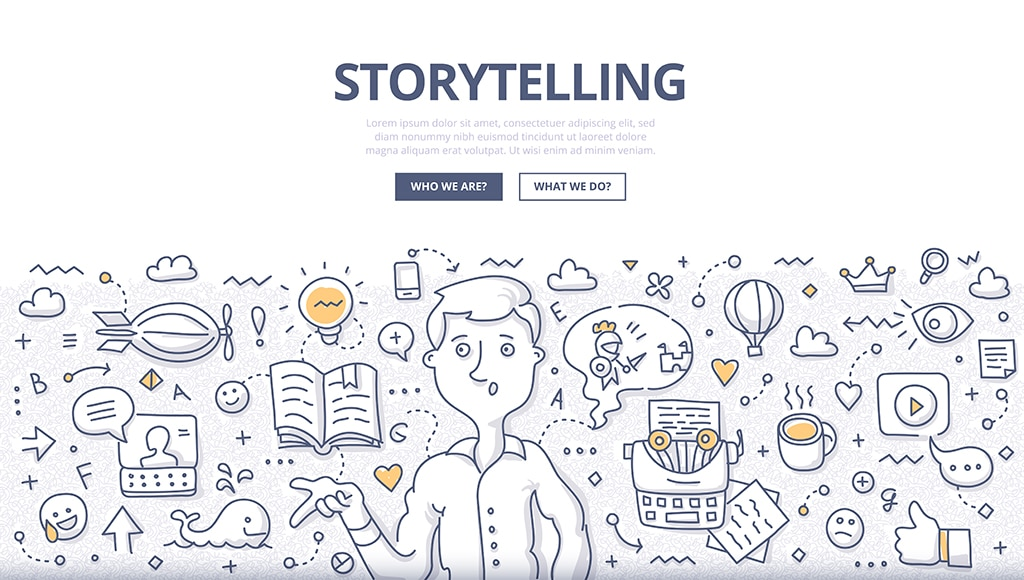 STORYTELLING
Lorem ipsum dolor sit amet, consectetuer adipiscing elit, sed
diam nonummy nibh euismod tincidunt ut laoreet dolore
magna aliquam erat volutpat. Ut wisi enim ad minim veniam.
WHO WE ARE? WHAT WE DO?
E
B
A
A
G
F
g